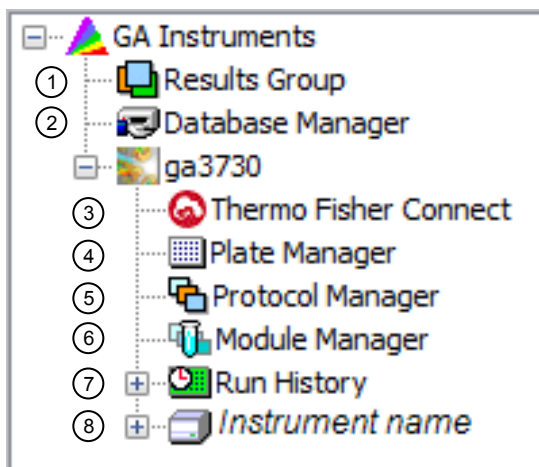 GA Instruments
① Results Group
② Database Manager
ga3730
③ Thermo Fisher Connect
④ Plate Manager
⑤ Protocol Manager
⑥ Module Manager
⑦ Run History
⑧ Instrument name